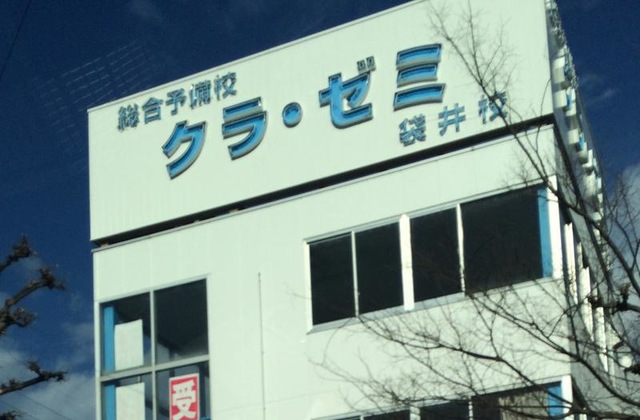 総合予備校
クラ・ゼミ
袋井校
受